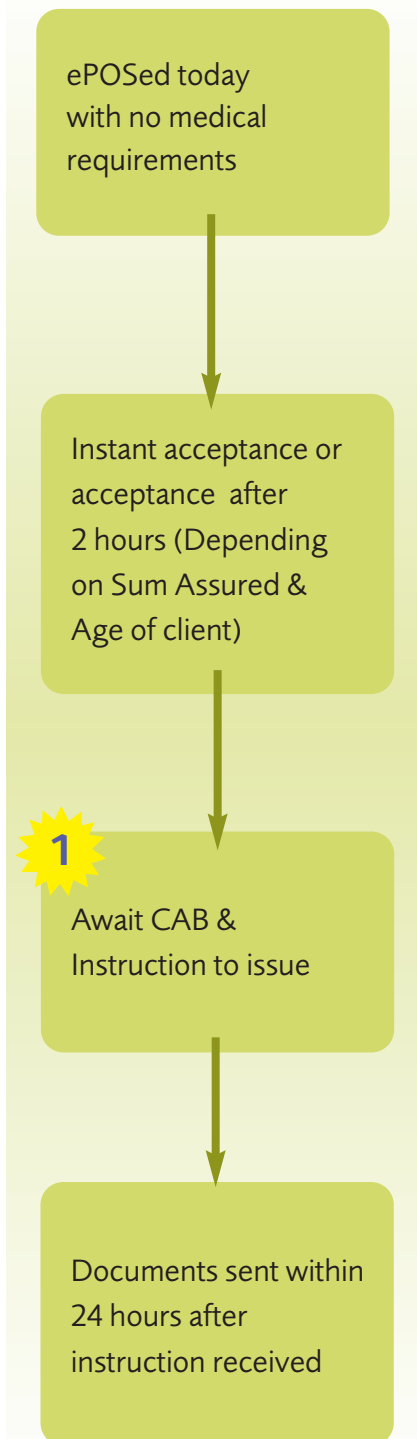 ePOSed today
with no medical
requirements
Instant acceptance or
acceptance after
2 hours (Depending
on Sum Assured &
Age of client)
1
Await CAB &
Instruction to issue
Documents sent within
24 hours after
instruction received